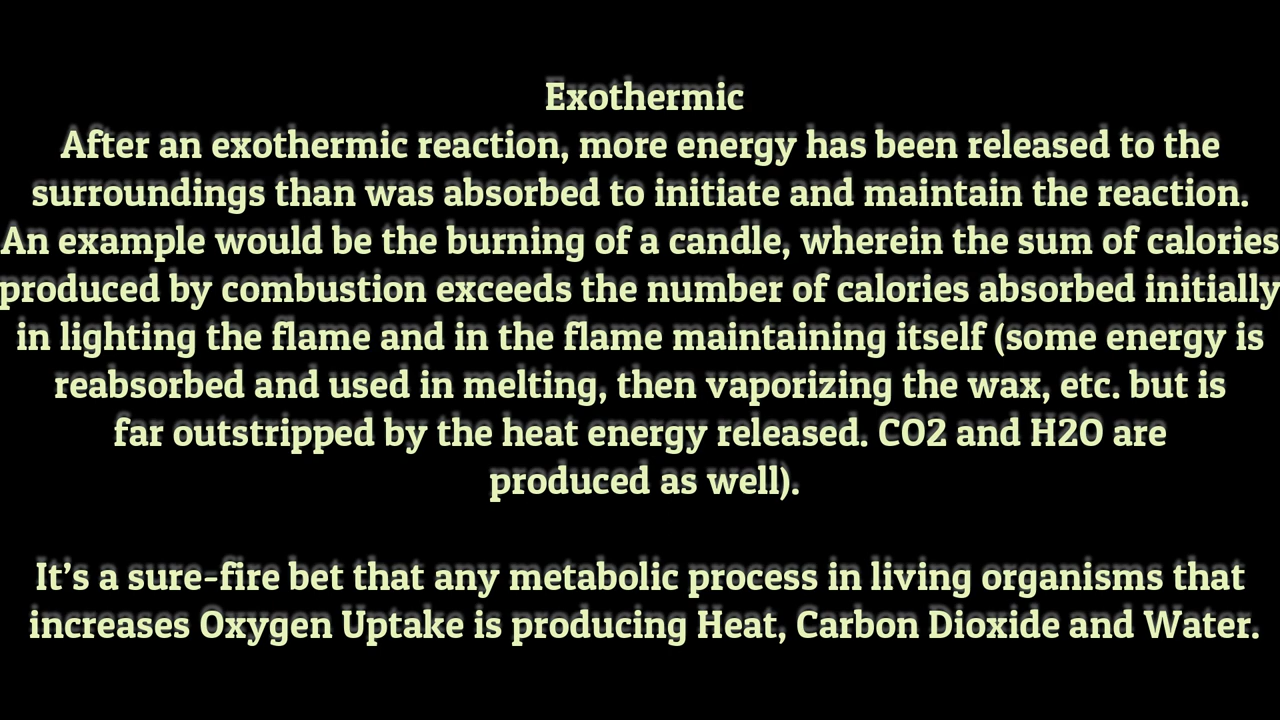 Exothermic
After an exothermic reaction, more energy has been released to the
surroundings than was absorbed to initiate and maintain the reaction.
An example would be the burning of a candle, wherein the sum of calories
produced by combustion exceeds the number of calories absorbed initially
in lighting the flame and in the flame maintaining itself (some energy is
reabsorbed and used in melting, then vaporizing the wax, etc. but is
far outstripped by the heat energy released. CO2 and H2O are
produced as well).
It’s a sure-fire bet that any metabolic process in living organisms that
increases Oxygen Uptake is producing Heat, Carbon Dioxide and Water.